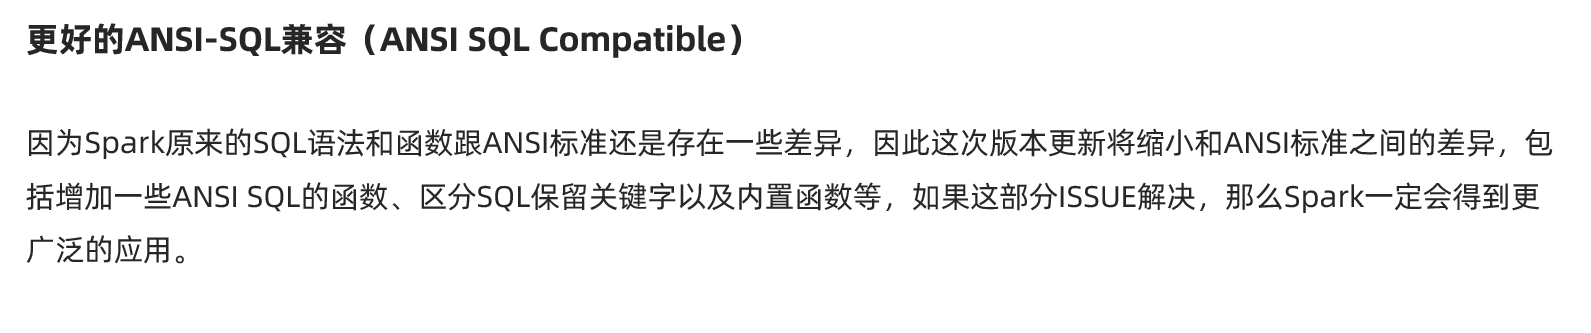 更好的ANSI-SQL兼容（ANSI SQL Compatible）
因为Spark原来的SQL语法和函数跟ANSI标准还是存在一些差异，因此这次版本更新将缩小和ANSI标准之间的差异，包
括增加一些ANSI SQL的函数、区分SQL保留关键字以及内置函数等，如果这部分ISSUE解决，那么Spark一定会得到更
广泛的应用。